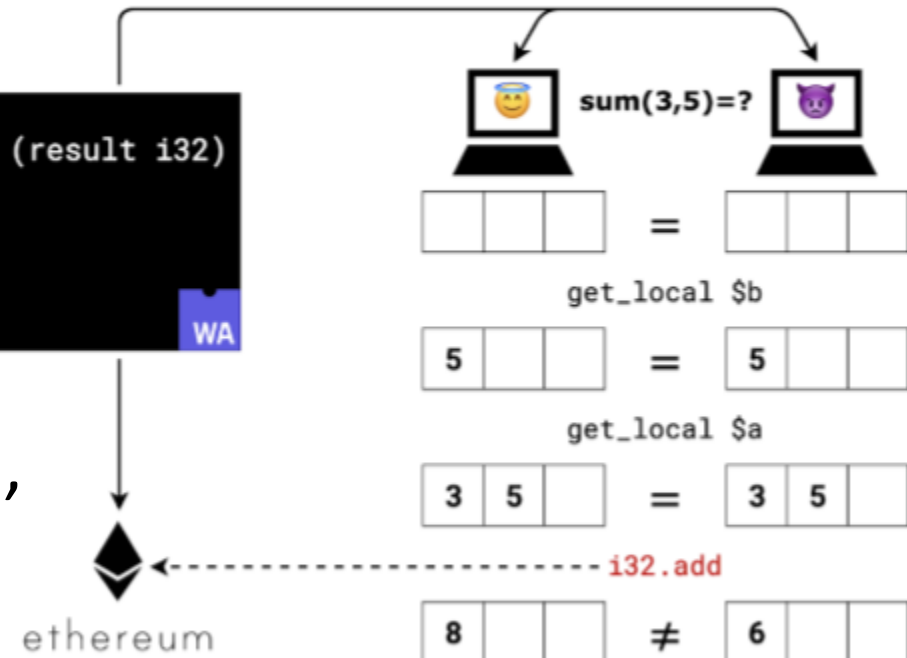 sum(3,5)=?
(result i32)
WA
=
get_local $b
5 = 5
get_local $a
3 5 = 3 5
,
i32.add
ethereum
8 ≠ 6